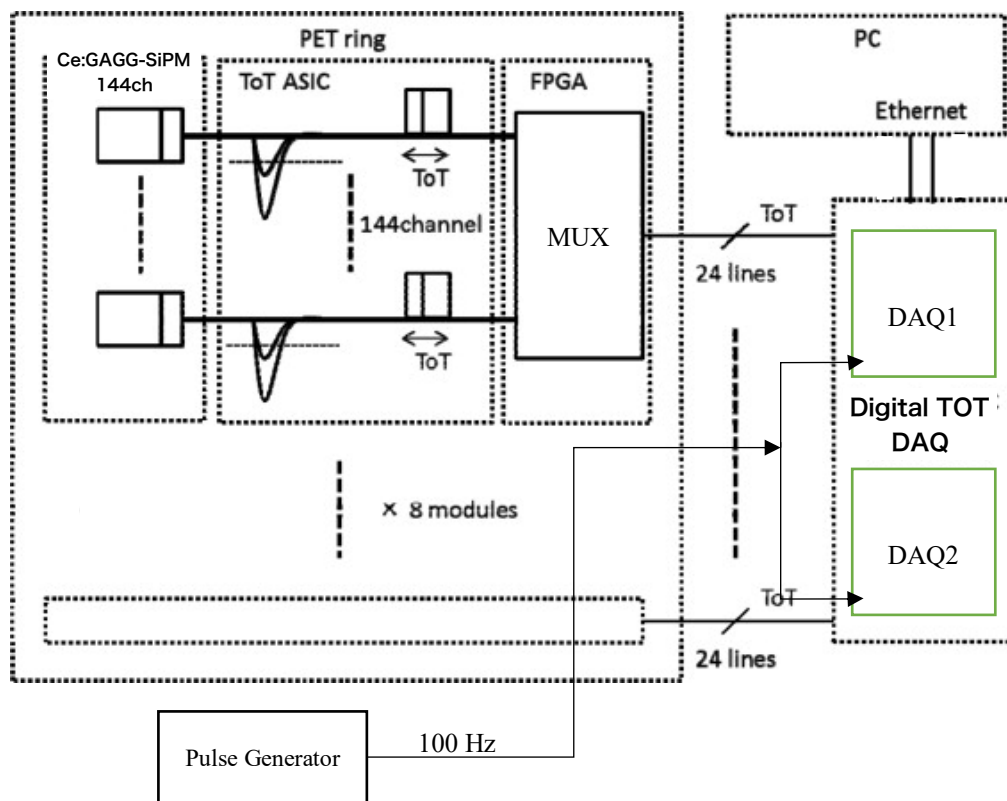 PET ring
Ce:GAGG-SiPM
144ch
ToT ASIC
FPGA
ToT
144channel
ToT
MUX
× 8 modules
ToT
24 lines
ToT
24 lines
PC
Ethernet
DAQ1
Digital TOT
DAQ
DAQ2
Pulse Generator
100 Hz